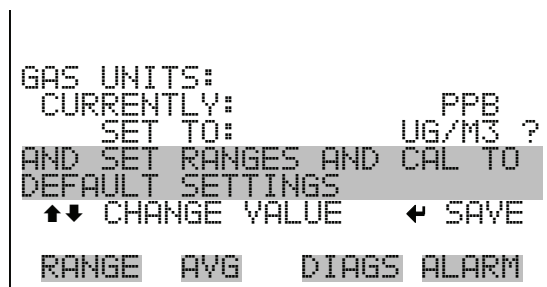 GAS UNITS:
CURRENTLY: PPB
SET TO: UG/M3 ?
AND SET RANGES AND CAL TO
DEFAULT SETTINGS
⬆⬇ CHANGE VALUE ↵ SAVE
RANGE AVG DIAGS ALARM